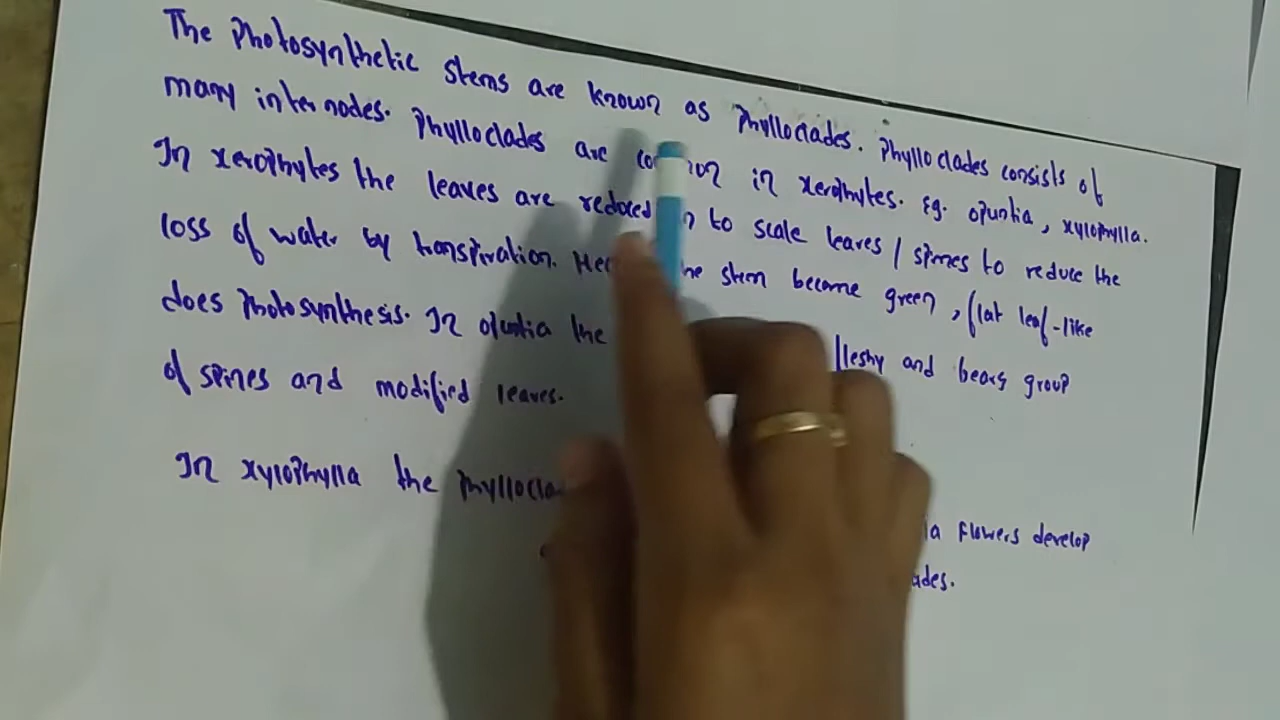 The Photosynthetic stems are known as Phylloclades. Phylloclades consists of
many internodes. Phylloclades are in xerophytes. Eg. opuntia, xylophylla.
In xerophytes the leaves are reduced to scale leaves / spines to reduce the
loss of water by transpiration. the stem become green, flat leaf-like
does Photosynthesis. In opuntia the fleshy and bears group
of spines and modified leaves.
In xylophylla the flowers develop